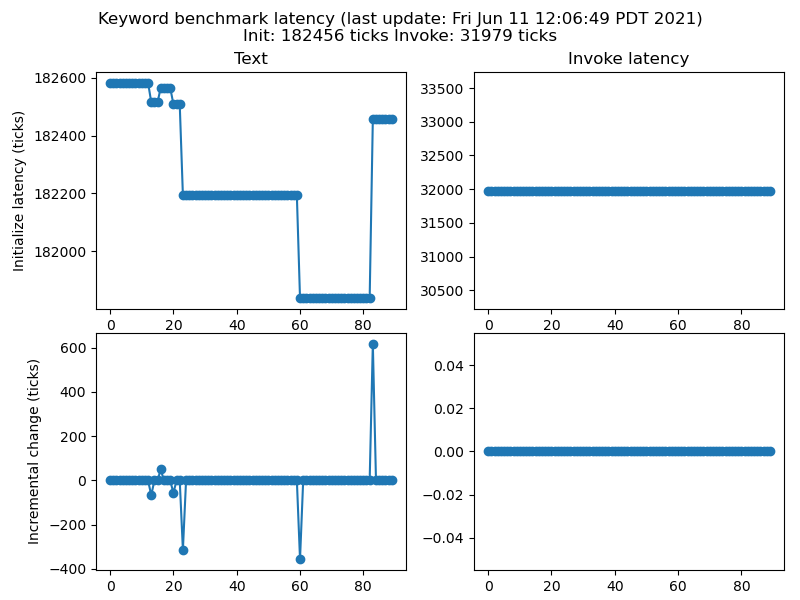 Keyword benchmark latency (last update: Fri Jun 11 12:06:49 PDT 2021)
Init: 182456 ticks Invoke: 31979 ticks
Text
Initialize latency (ticks)
182600
182400
182200
182000
0 20 40 60 80
Invoke latency
33500
33000
32500
32000
31500
31000
30500
0 20 40 60 80
Incremental change (ticks)
600
400
200
0
−200
−400
0 20 40 60 80
0.04
0.02
0.00
−0.02
−0.04
0 20 40 60 80